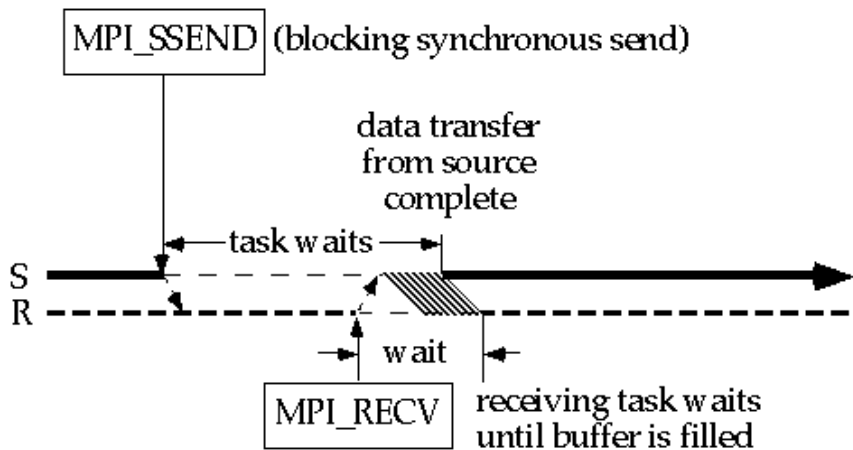 MPI_SSEND (blocking synchronous send)
data transfer
from source
complete
task waits
S
R
wait
MPI_RECV
receiving task waits
until buffer is filled